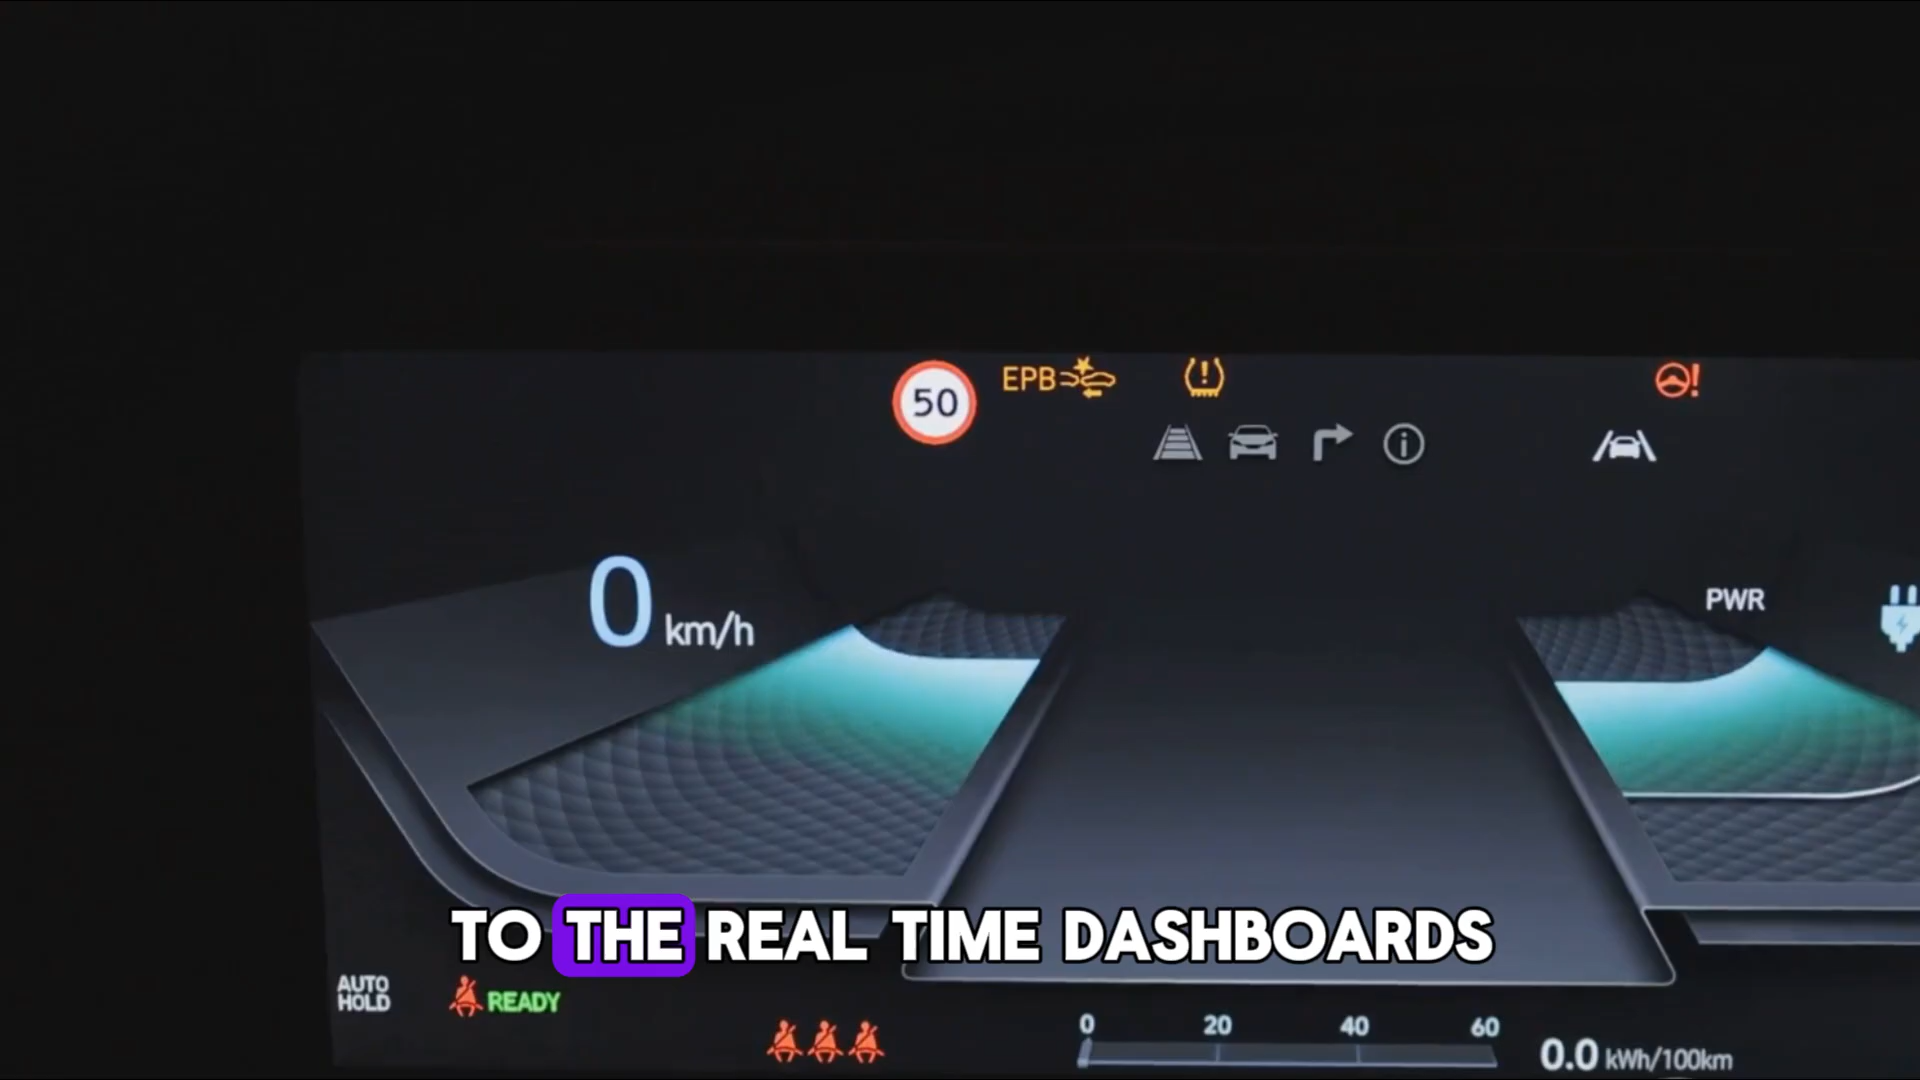 50
EPB
0 km/h
PWR
TO THE REAL TIME DASHBOARDS
AUTO
HOLD
READY
0 20 40 60
0.0 kWh/100km